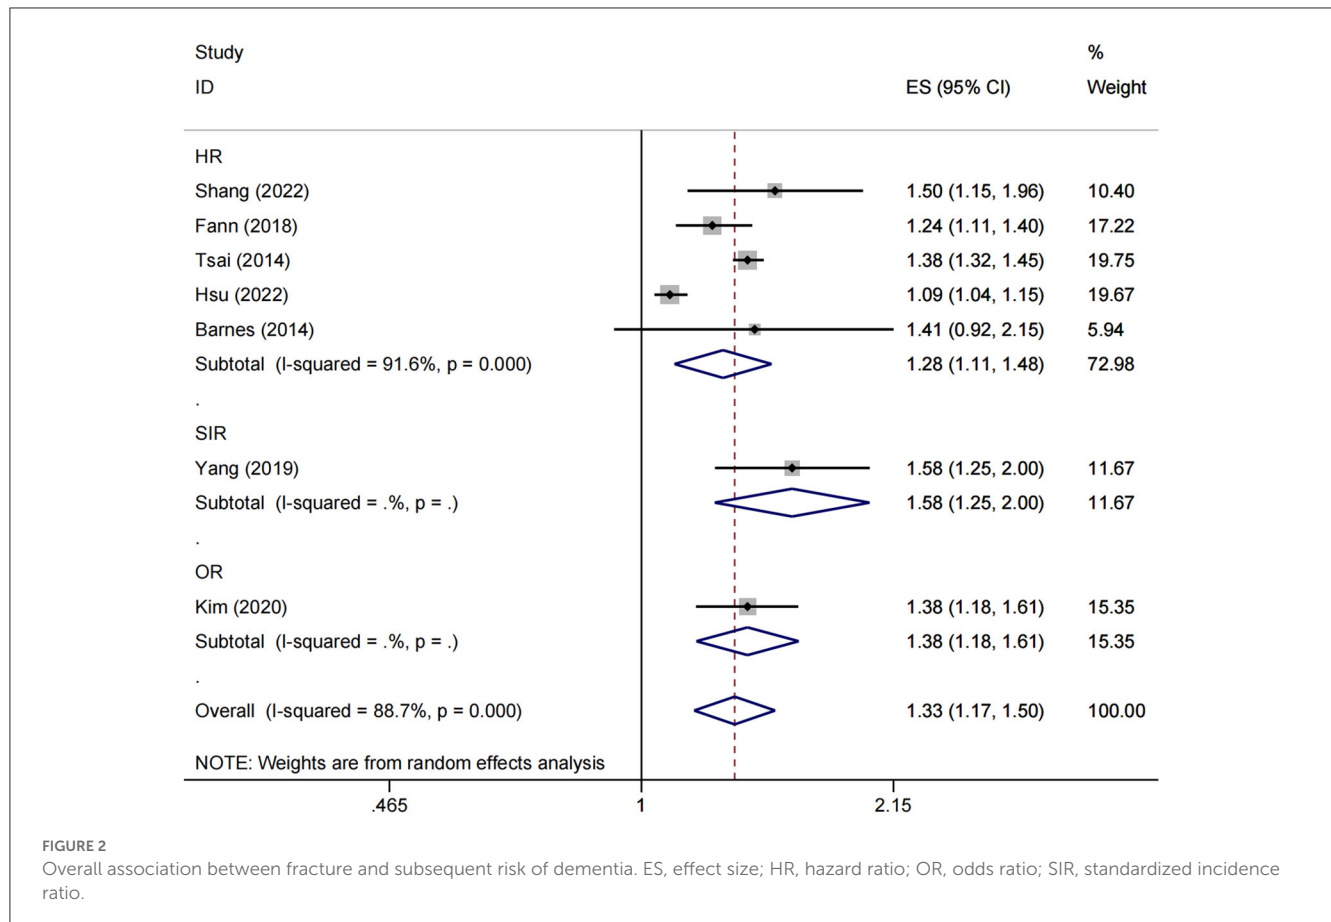 Study %
ID ES (95% CI) Weight
HR
Shang (2022) 1.50 (1.15, 1.96) 10.40
Fann (2018) 1.24 (1.11, 1.40) 17.22
Tsai (2014) 1.38 (1.32, 1.45) 19.75
Hsu (2022) 1.09 (1.04, 1.15) 19.67
Barnes (2014) 1.41 (0.92, 2.15) 5.94
Subtotal (I-squared = 91.6%, p = 0.000) 1.28 (1.11, 1.48) 72.98
.
SIR
Yang (2019) 1.58 (1.25, 2.00) 11.67
Subtotal (I-squared = .%, p = .) 1.58 (1.25, 2.00) 11.67
.
OR
Kim (2020) 1.38 (1.18, 1.61) 15.35
Subtotal (I-squared = .%, p = .) 1.38 (1.18, 1.61) 15.35
.
Overall (I-squared = 88.7%, p = 0.000) 1.33 (1.17, 1.50) 100.00
NOTE: Weights are from random effects analysis
.465 1 2.15
FIGURE 2
Overall association between fracture and subsequent risk of dementia. ES, effect size; HR, hazard ratio; OR, odds ratio; SIR, standardized incidence
ratio.